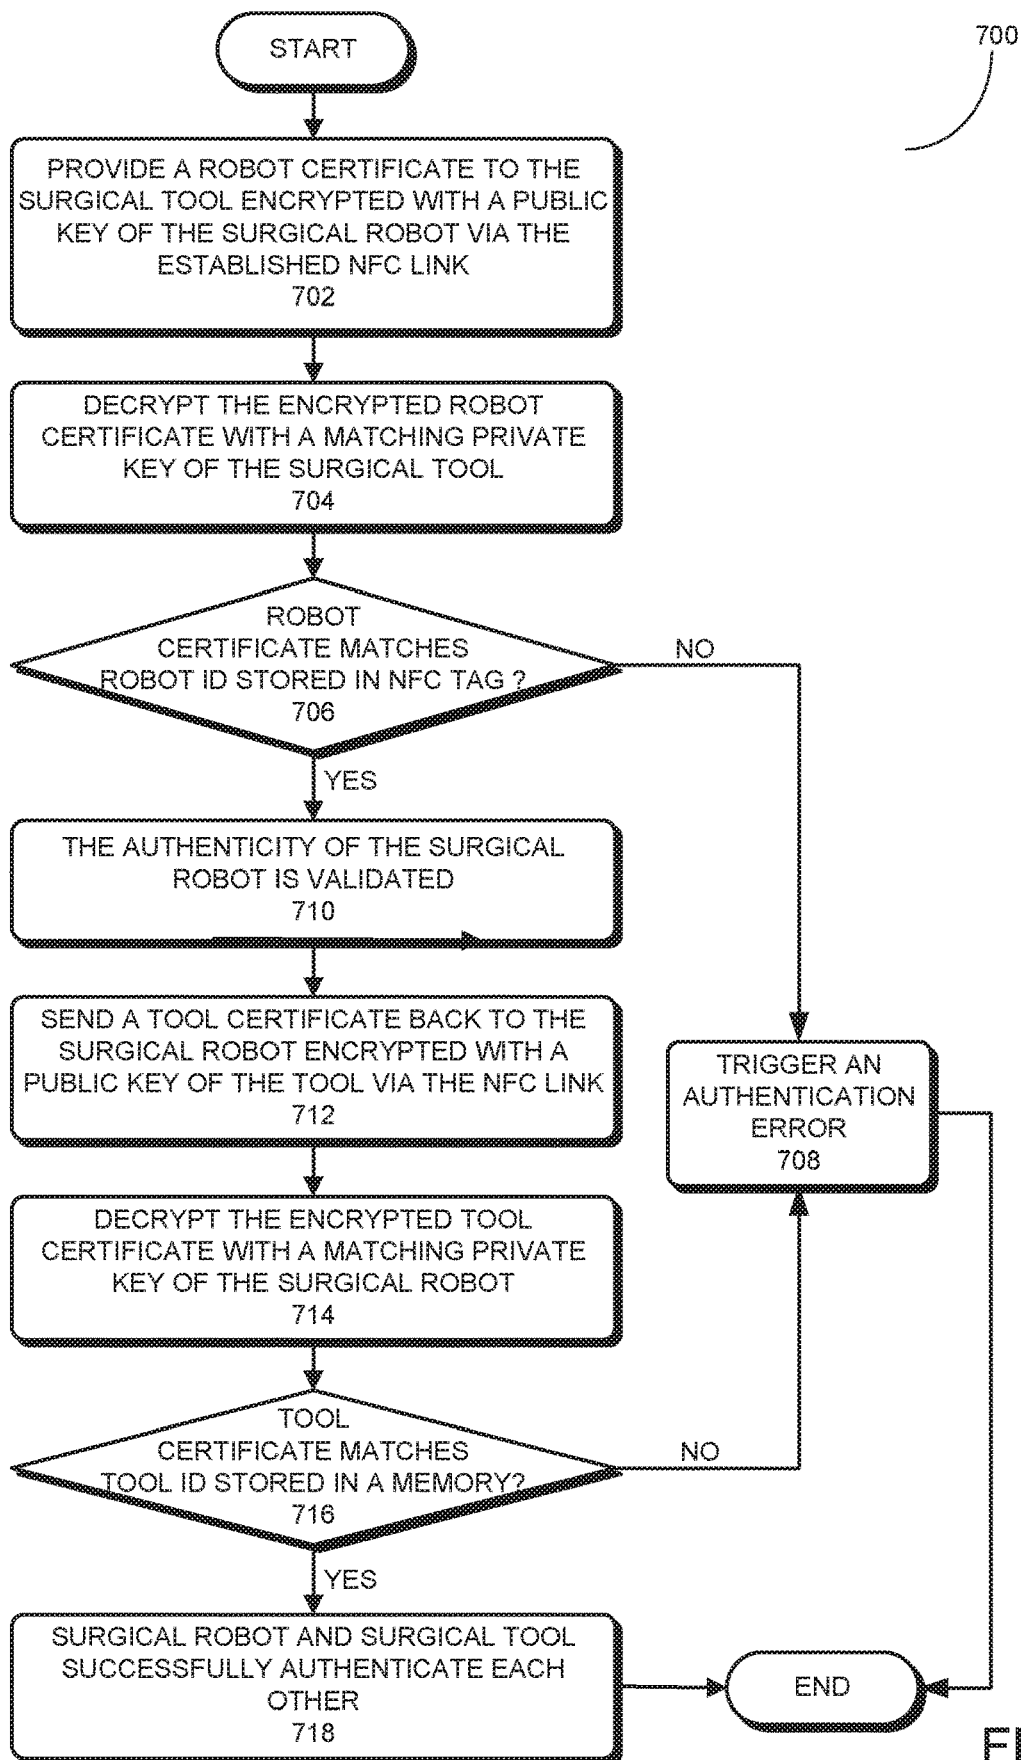 START
700
PROVIDE A ROBOT CERTIFICATE TO THE
SURGICAL TOOL ENCRYPTED WITH A PUBLIC
KEY OF THE SURGICAL ROBOT VIA THE
ESTABLISHED NFC LINK
702
DECRYPT THE ENCRYPTED ROBOT
CERTIFICATE WITH A MATCHING PRIVATE
KEY OF THE SURGICAL TOOL
704
ROBOT
CERTIFICATE MATCHES
ROBOT ID STORED IN NFC TAG ?
706
NO
YES
THE AUTHENTICITY OF THE SURGICAL
ROBOT IS VALIDATED
710
SEND A TOOL CERTIFICATE BACK TO THE
SURGICAL ROBOT ENCRYPTED WITH A
PUBLIC KEY OF THE TOOL VIA THE NFC LINK
712
TRIGGER AN
AUTHENTICATION
ERROR
708
DECRYPT THE ENCRYPTED TOOL
CERTIFICATE WITH A MATCHING PRIVATE
KEY OF THE SURGICAL ROBOT
714
TOOL
CERTIFICATE MATCHES
TOOL ID STORED IN A MEMORY?
716
NO
YES
SURGICAL ROBOT AND SURGICAL TOOL
SUCCESSFULLY AUTHENTICATE EACH
OTHER
718
END